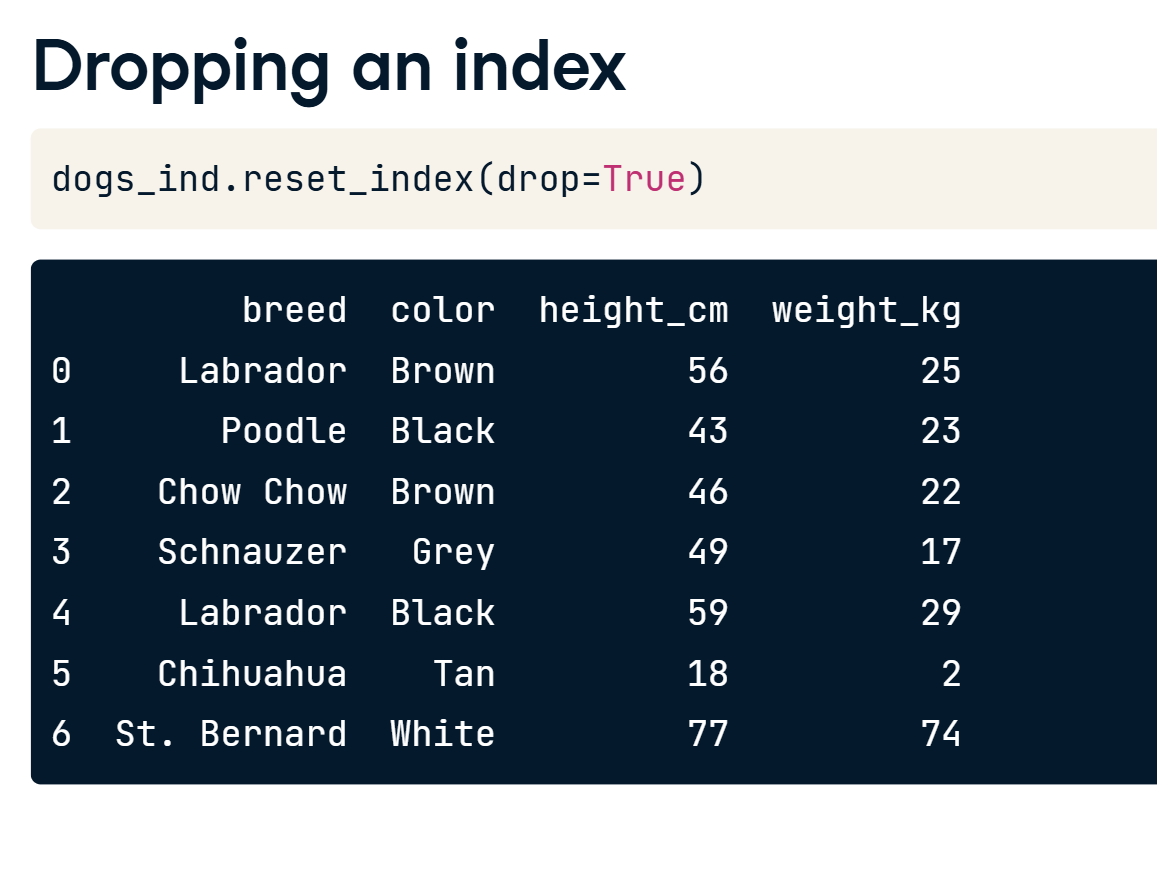 Dropping an index
dogs_ind.reset_index(drop=True)
breed color height_cm weight_kg
0 Labrador Brown 56 25
1 Poodle Black 43 23
2 Chow Chow Brown 46 22
3 Schnauzer Grey 49 17
4 Labrador Black 59 29
5 Chihuahua Tan 18 2
6 St. Bernard White 77 74